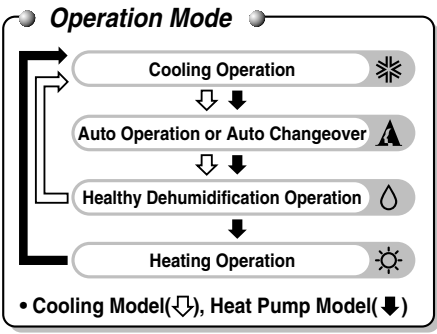 Operation Mode
Cooling Operation
Auto Operation or Auto Changeover
Healthy Dehumidification Operation
Heating Operation
• Cooling Model(⇩), Heat Pump Model(⬇)